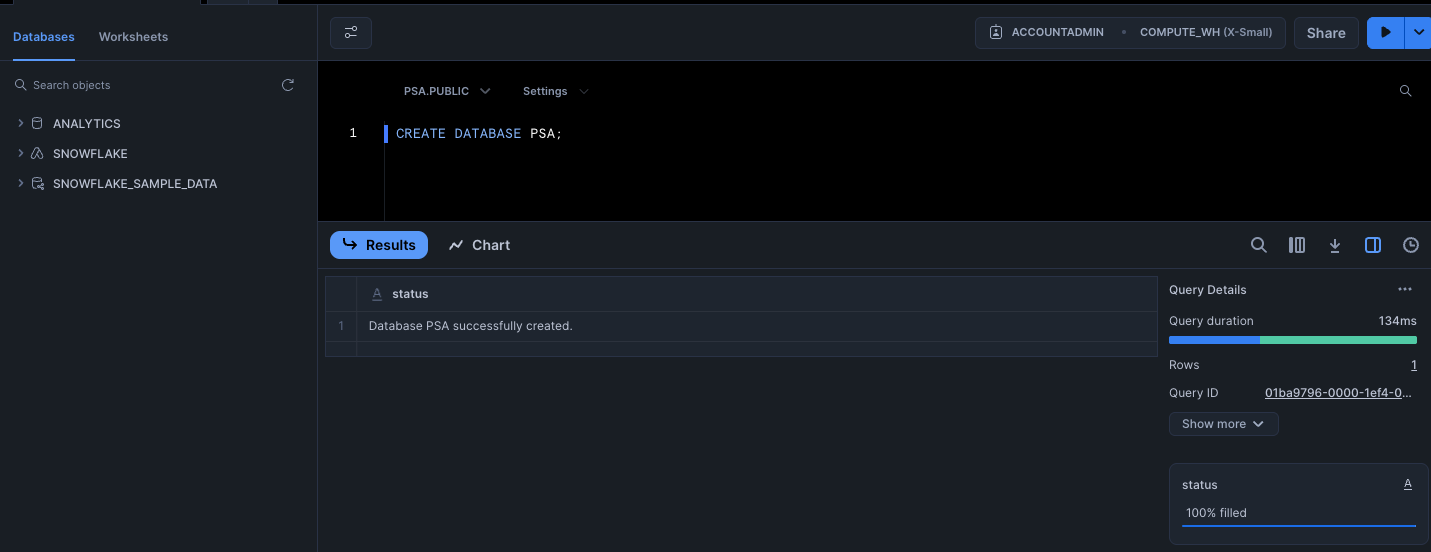 Databases
Worksheets
Search objects
ANALYTICS
SNOWFLAKE
SNOWFLAKE_SAMPLE_DATA
ACCOUNTADMIN • COMPUTE_WH (X-Small)
Share
PSA.PUBLIC
Settings
1 CREATE DATABASE PSA;
Results
Chart
A status
1 Database PSA successfully created.
Query Details
Query duration 134ms
Rows 1
Query ID 01ba9796-0000-1ef4-0...
Show more
status A
100% filled